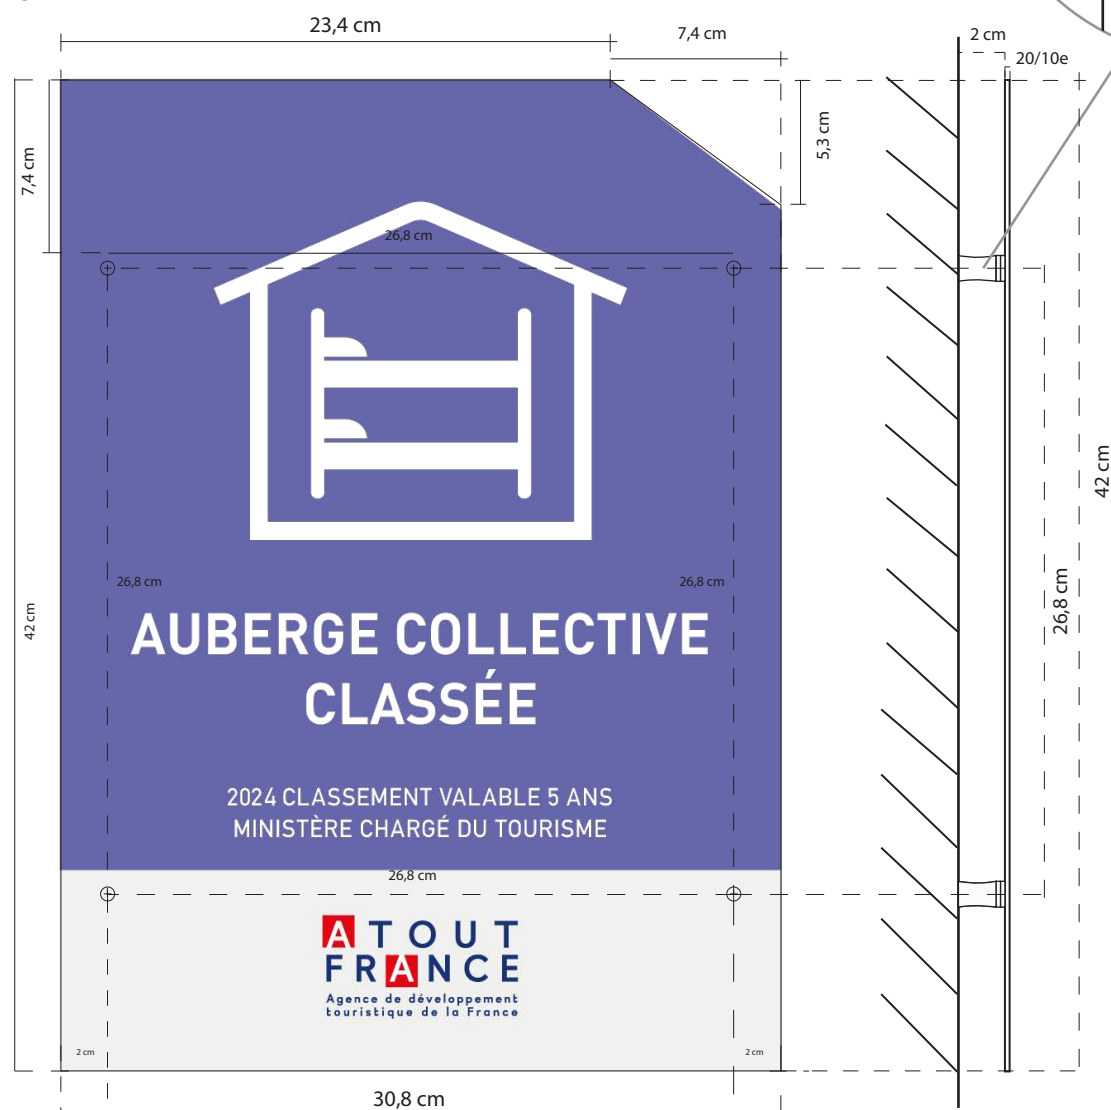 23,4 cm
7,4 cm
2 cm
20/10e
5,3 cm
7,4 cm
26,8 cm
42 cm
26,8 cm
26,8 cm
26,8 cm
42 cm
AUBERGE COLLECTIVE
CLASSÉE
2024 CLASSEMENT VALABLE 5 ANS
MINISTÈRE CHARGÉ DU TOURISME
26,8 cm
ATOUT
FRANCE
Agence de développement
touristique de la France
2 cm
2 cm
30,8 cm